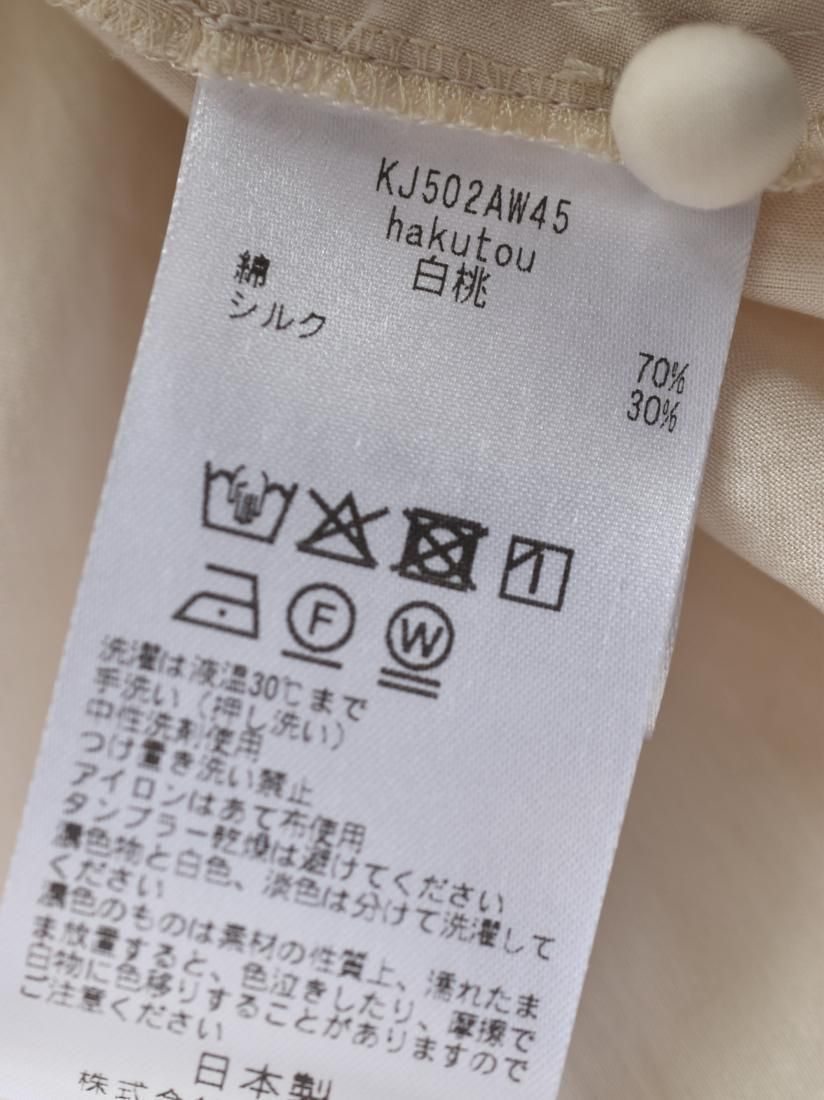 KJ502AW45
hakutou
白桃
綿 70%
シルク 30%
F
W
洗濯は液温30℃まで
手洗い（押し洗い）
中性洗剤使用
つけ置き洗い禁止
アイロンはあて布使用
タンブラー乾燥は避けてください
濃色物と白色、淡色は分けて洗濯して
ください
濃色のものは素材の性質上、濡れたま
ま放置すると、色泣きしたり、摩擦で
白物に色移りすることがありますので
ご注意ください
日本製